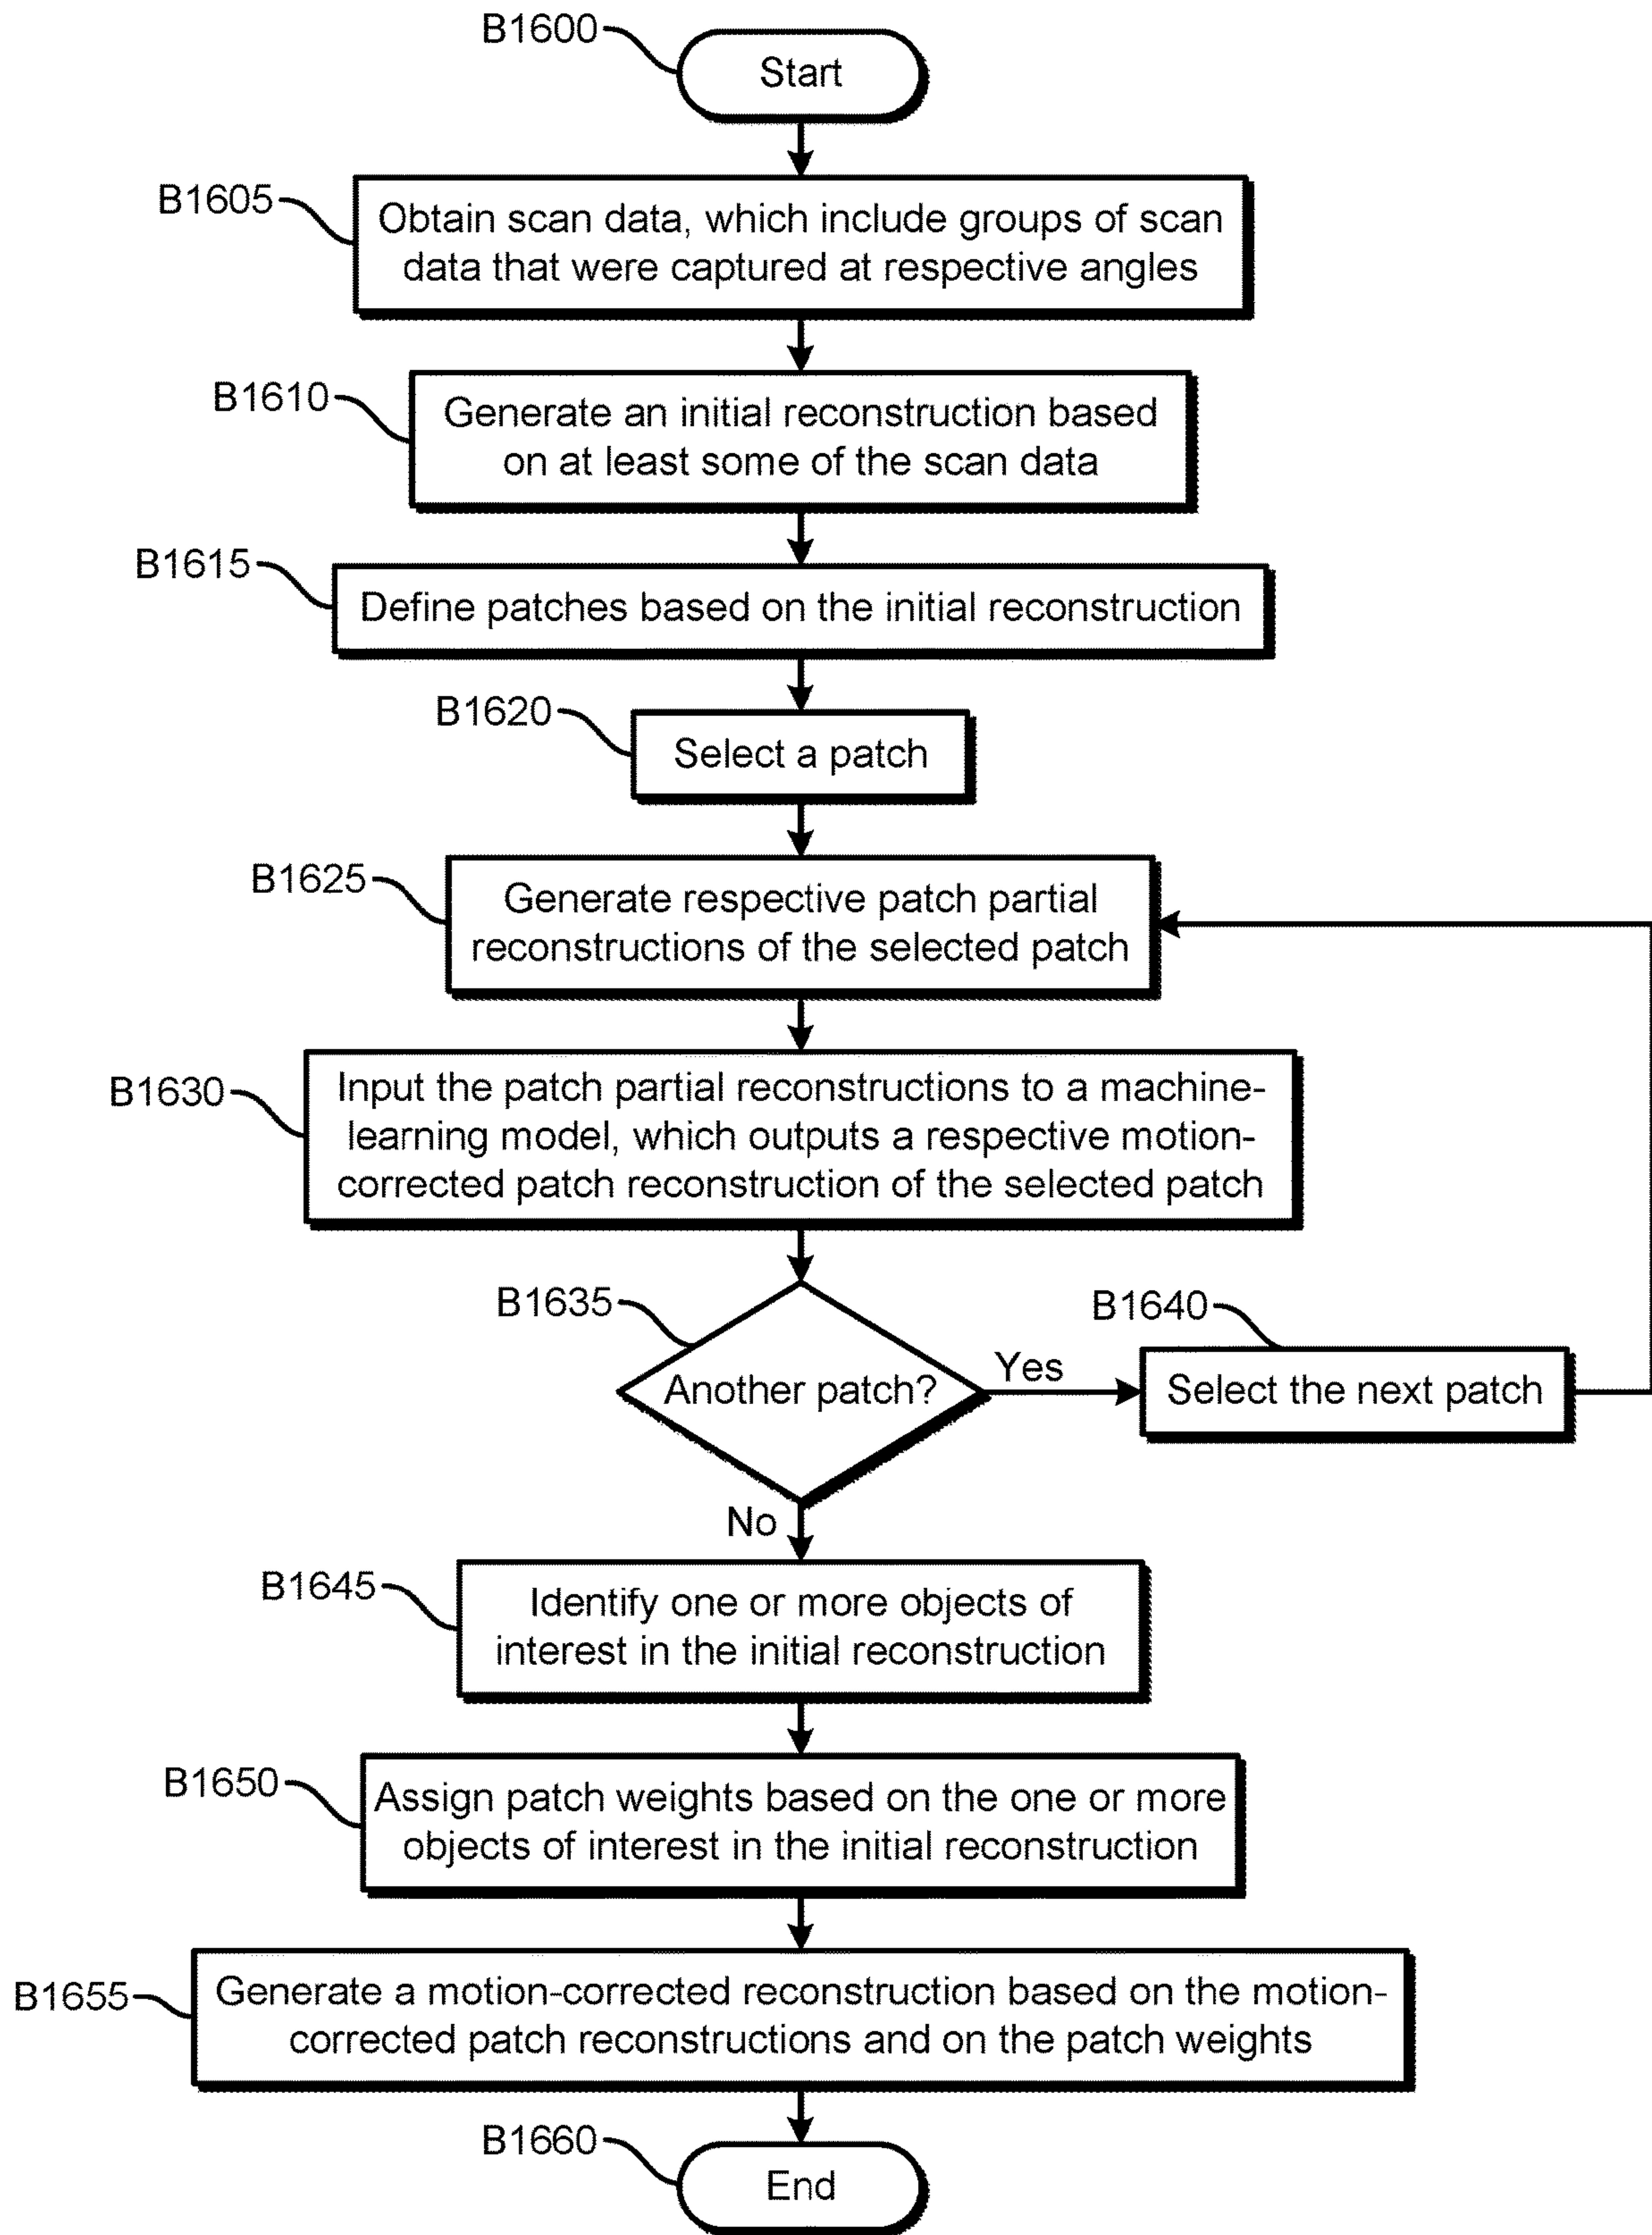 B1600
Start
B1605
Obtain scan data, which include groups of scan
data that were captured at respective angles
B1610
Generate an initial reconstruction based
on at least some of the scan data
B1615
Define patches based on the initial reconstruction
B1620
Select a patch
B1625
Generate respective patch partial
reconstructions of the selected patch
B1630
Input the patch partial reconstructions to a machine-
learning model, which outputs a respective motion-
corrected patch reconstruction of the selected patch
B1635
Another patch?
Yes
B1640
Select the next patch
No
B1645
Identify one or more objects of
interest in the initial reconstruction
B1650
Assign patch weights based on the one or more
objects of interest in the initial reconstruction
B1655
Generate a motion-corrected reconstruction based on the motion-
corrected patch reconstructions and on the patch weights
B1660
End